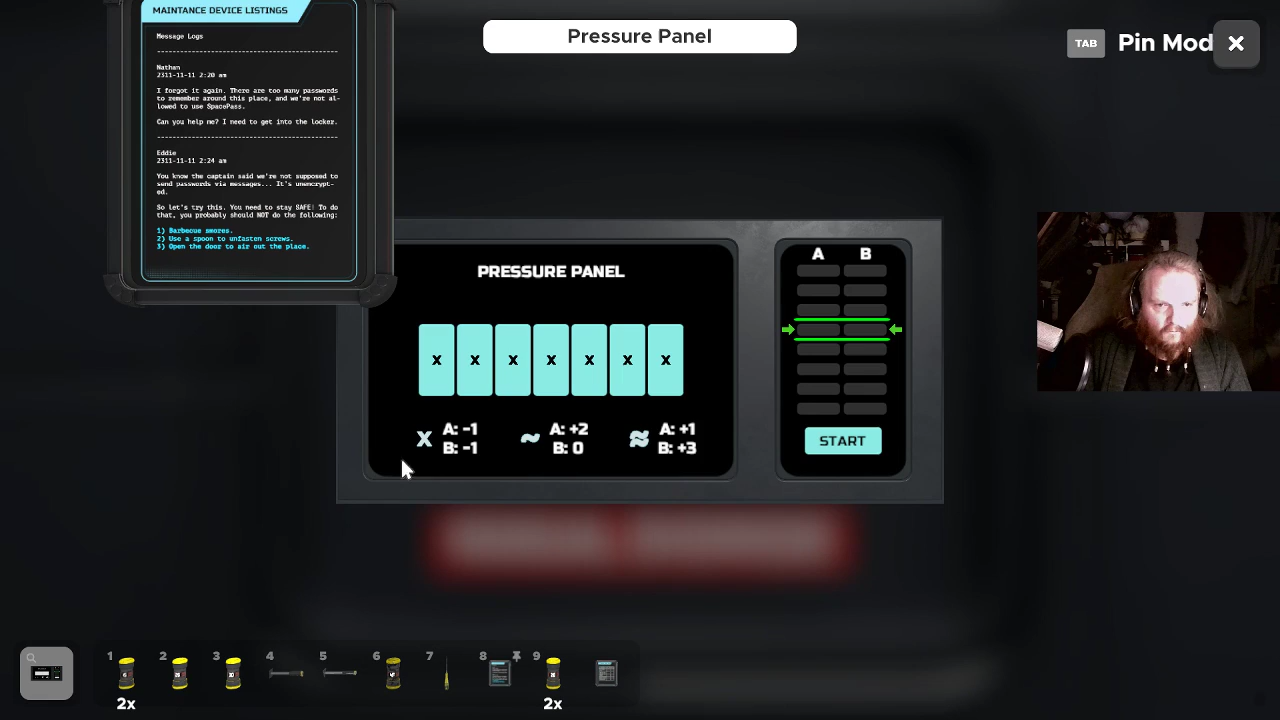 MAINTANCE DEVICE LISTINGS
Message Logs
Nathan
2311-11-11 2:20 am
I forgot it again. There are too many passwords
to remember around this place, and we're not al-
lowed to use SpacePass.
Can you help me? I need to get into the locker.
Eddie
2311-11-11 2:24 am
You know the captain said we're not supposed to
send passwords via messages... It's unencrypt-
ed.
So let's try this. You need to stay SAFE! To do
that, you probably should NOT do the following:
1) Barbecue smores.
2) Use a spoon to unfasten screws.
3) Open the door to air out the place.
Pressure Panel
TAB Pin Mod
PRESSURE PANEL
X X X X X X X
X A: -1 B: -1
~ A: +2 B: 0
≈ A: +1 B: +3
A B
START
1 2 3 4 5 6 7 8 9
2x 2x